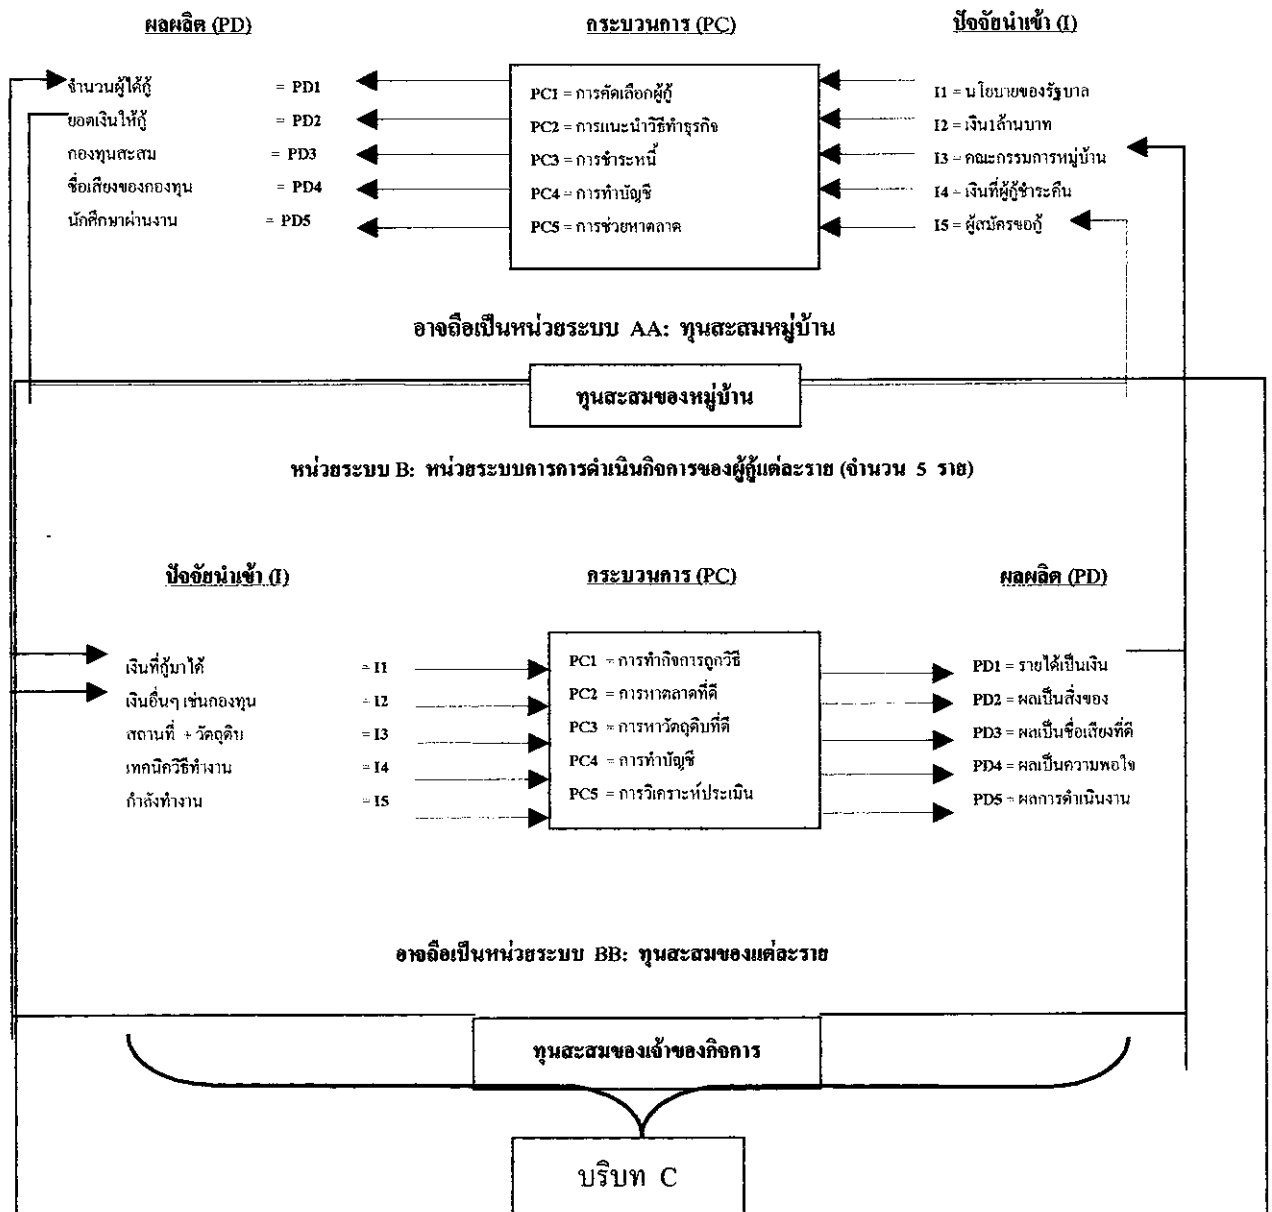 ผลผลิต (PD) กระบวนการ (PC) ปัจจัยนำเข้า (I)
จำนวนผู้ได้กู้ = PD1
ยอดเงินให้กู้ = PD2
กองทุนสะสม = PD3
ชื่อเสียงของกองทุน = PD4
นักศึกษาผ่านงาน = PD5
PC1 = การคัดเลือกผู้กู้
PC2 = การแนะนำวิธีทำธุรกิจ
PC3 = การชำระหนี้
PC4 = การทำบัญชี
PC5 = การช่วยหาตลาด
I1 = นโยบายของรัฐบาล
I2 = เงิน1ล้านบาท
I3 = คณะกรรมการหมู่บ้าน
I4 = เงินที่ผู้กู้ชำระคืน
I5 = ผู้สมัครขอกู้
อาจถือเป็นหน่วยระบบ AA: ทุนสะสมหมู่บ้าน
ทุนสะสมของหมู่บ้าน
หน่วยระบบ B: หน่วยระบบการการดำเนินกิจการของผู้กู้แต่ละราย (จำนวน 5 ราย)
ปัจจัยนำเข้า (I) กระบวนการ (PC) ผลผลิต (PD)
เงินที่กู้มาได้ = I1
เงินอื่นๆ เช่นกองทุน = I2
สถานที่ + วัตถุดิบ = I3
เทคนิควิธีทำงาน = I4
กำลังทำงาน = I5
PC1 = การทำกิจการถูกวิธี
PC2 = การหาตลาดที่ดี
PC3 = การหาวัตถุดิบที่ดี
PC4 = การทำบัญชี
PC5 = การวิเคราะห์ประเมิน
PD1 = รายได้เป็นเงิน
PD2 = ผลเป็นสิ่งของ
PD3 = ผลเป็นชื่อเสียงที่ดี
PD4 = ผลเป็นความพอใจ
PD5 = ผลการดำเนินงาน
อาจถือเป็นหน่วยระบบ BB: ทุนสะสมของแต่ละราย
ทุนสะสมของเจ้าของกิจการ
บริบท C